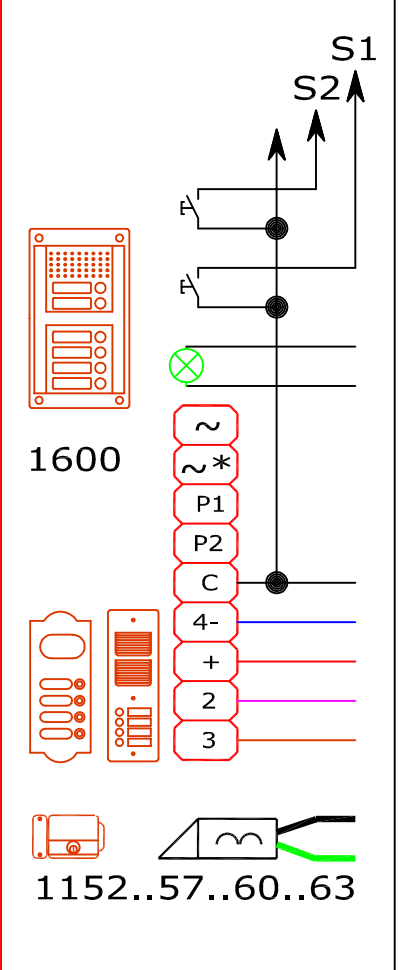 S1
S2
1600
~
~*
P1
P2
C
4-
+
2
3
1152..57..60..63